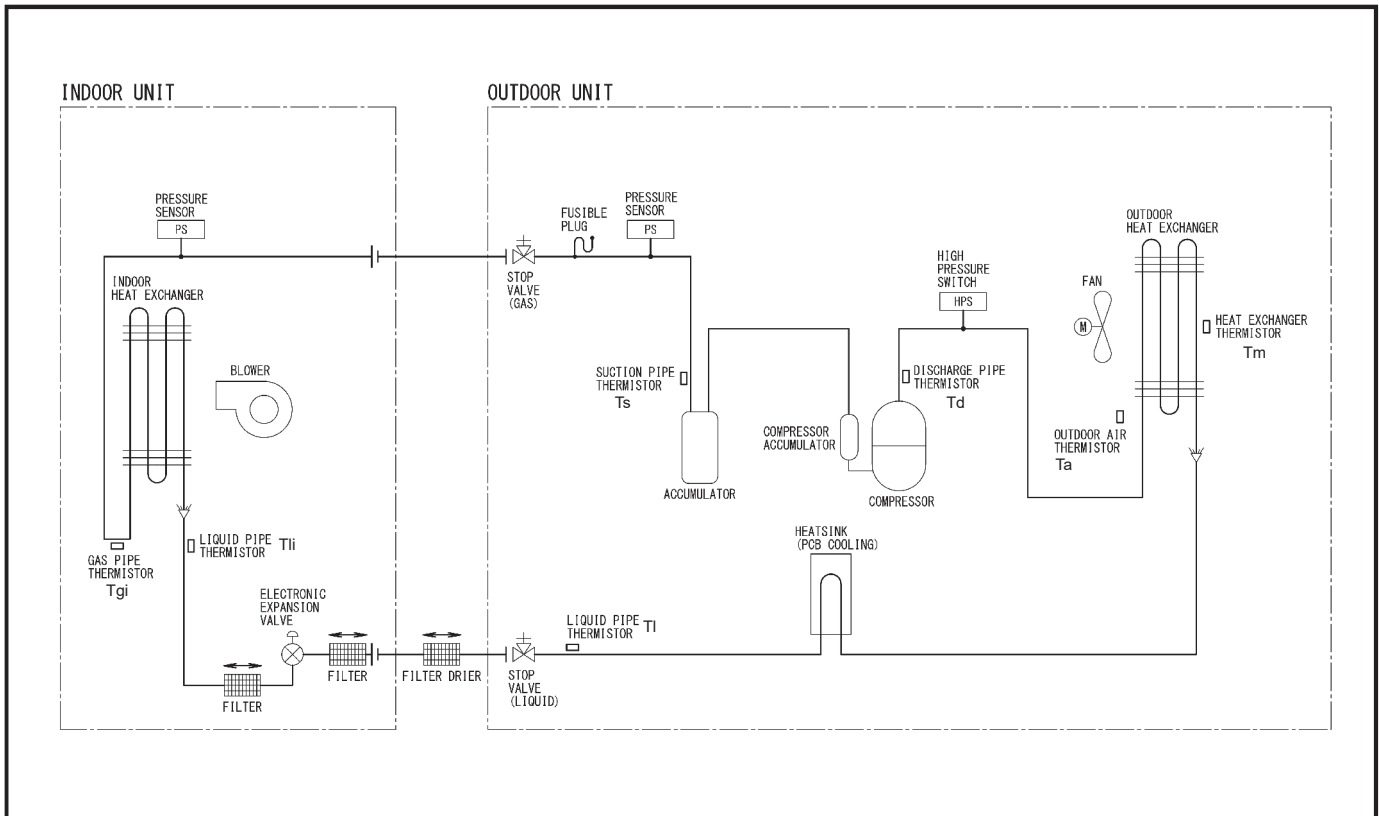 INDOOR UNIT
OUTDOOR UNIT
PRESSURE
SENSOR
PS
INDOOR
HEAT EXCHANGER
BLOWER
LIQUID PIPE
THERMISTOR Tli
GAS PIPE
THERMISTOR
Tgi
ELECTRONIC
EXPANSION
VALVE
FILTER
FILTER
FILTER DRIER
STOP
VALVE
(GAS)
FUSIBLE
PLUG
PRESSURE
SENSOR
PS
SUCTION PIPE
THERMISTOR
Ts
ACCUMULATOR
COMPRESSOR
ACCUMULATOR
COMPRESSOR
HIGH
PRESSURE
SWITCH
HPS
DISCHARGE PIPE
THERMISTOR
Td
FAN
M
OUTDOOR
HEAT EXCHANGER
HEAT EXCHANGER
THERMISTOR
Tm
OUTDOOR AIR
THERMISTOR
Ta
HEATSINK
(PCB COOLING)
LIQUID PIPE
THERMISTOR Tl
STOP
VALVE
(LIQUID)